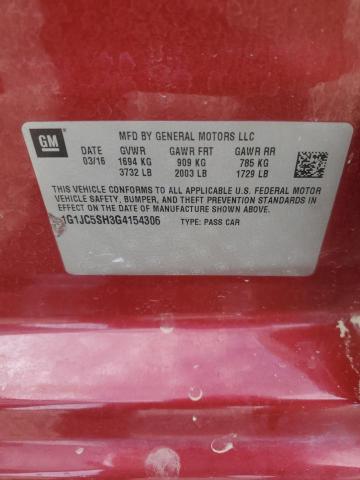 GM
MFD BY GENERAL MOTORS LLC
DATE GVWR GAWR FRT GAWR RR
03/16 1694 KG 909 KG 785 KG
3732 LB 2003 LB 1729 LB
THIS VEHICLE CONFORMS TO ALL APPLICABLE U.S. FEDERAL MOTOR
VEHICLE SAFETY, BUMPER, AND THEFT PREVENTION STANDARDS IN
EFFECT ON THE DATE OF MANUFACTURE SHOWN ABOVE.
1G1JC5SH3G4154306 TYPE: PASS CAR